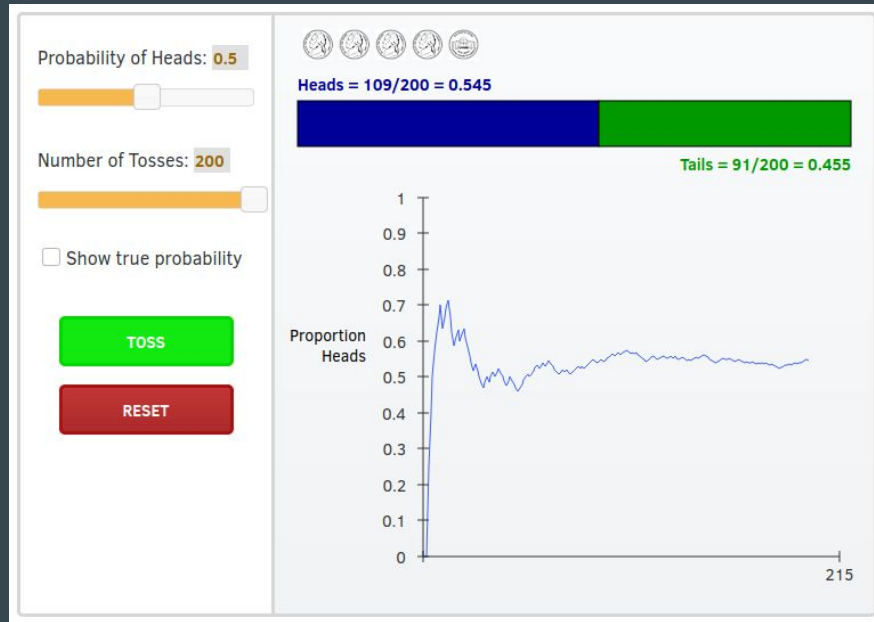 Probability of Heads: 0.5
Number of Tosses: 200
Show true probability
TOSS
RESET
Heads = 109/200 = 0.545
Tails = 91/200 = 0.455
Proportion
Heads
1
0.9
0.8
0.7
0.6
0.5
0.4
0.3
0.2
0.1
0
215